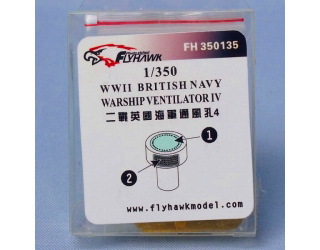 FLYHAWK
FH 350135
1/350
WWII BRITISH NAVY
WARSHIP VENTILATOR IV
二戰英國海軍通風孔4
1
2
www.flyhawkmodel.com